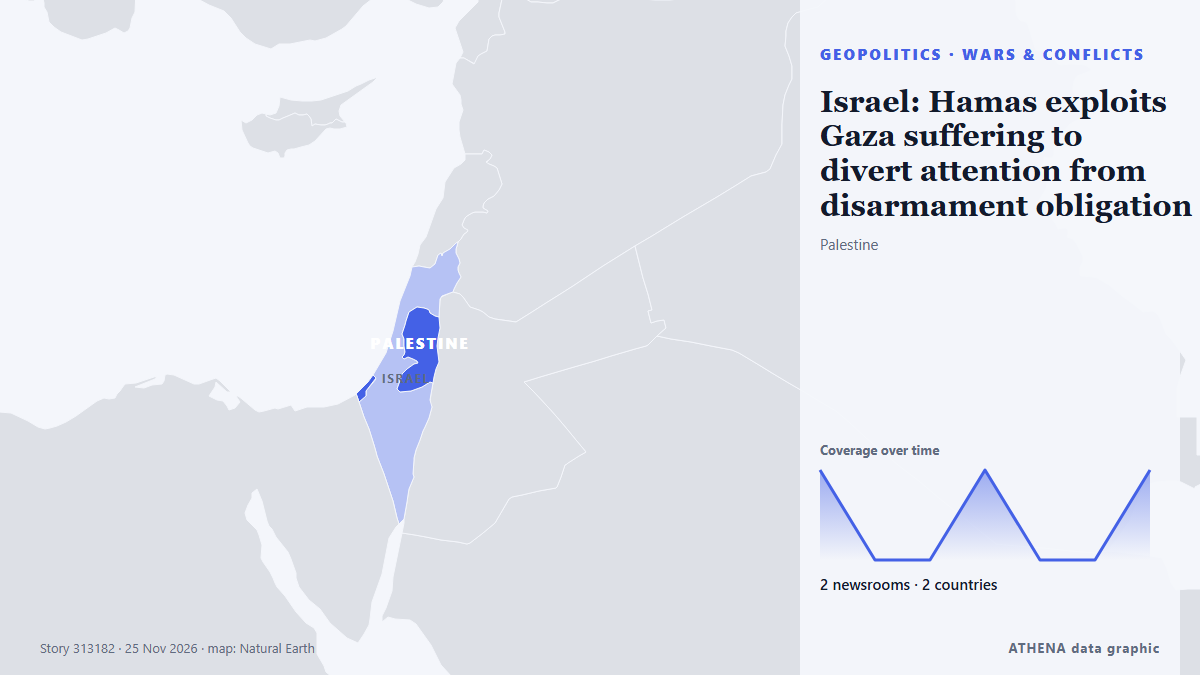 GEOPOLITICS · WARS & CONFLICTS
Israel: Hamas exploits
Gaza suffering to
divert attention from
disarmament obligation
Palestine
PALESTINE
ISRAEL
Coverage over time
2 newsrooms · 2 countries
Story 313182 · 25 Nov 2026 · map: Natural Earth
ATHENA data graphic